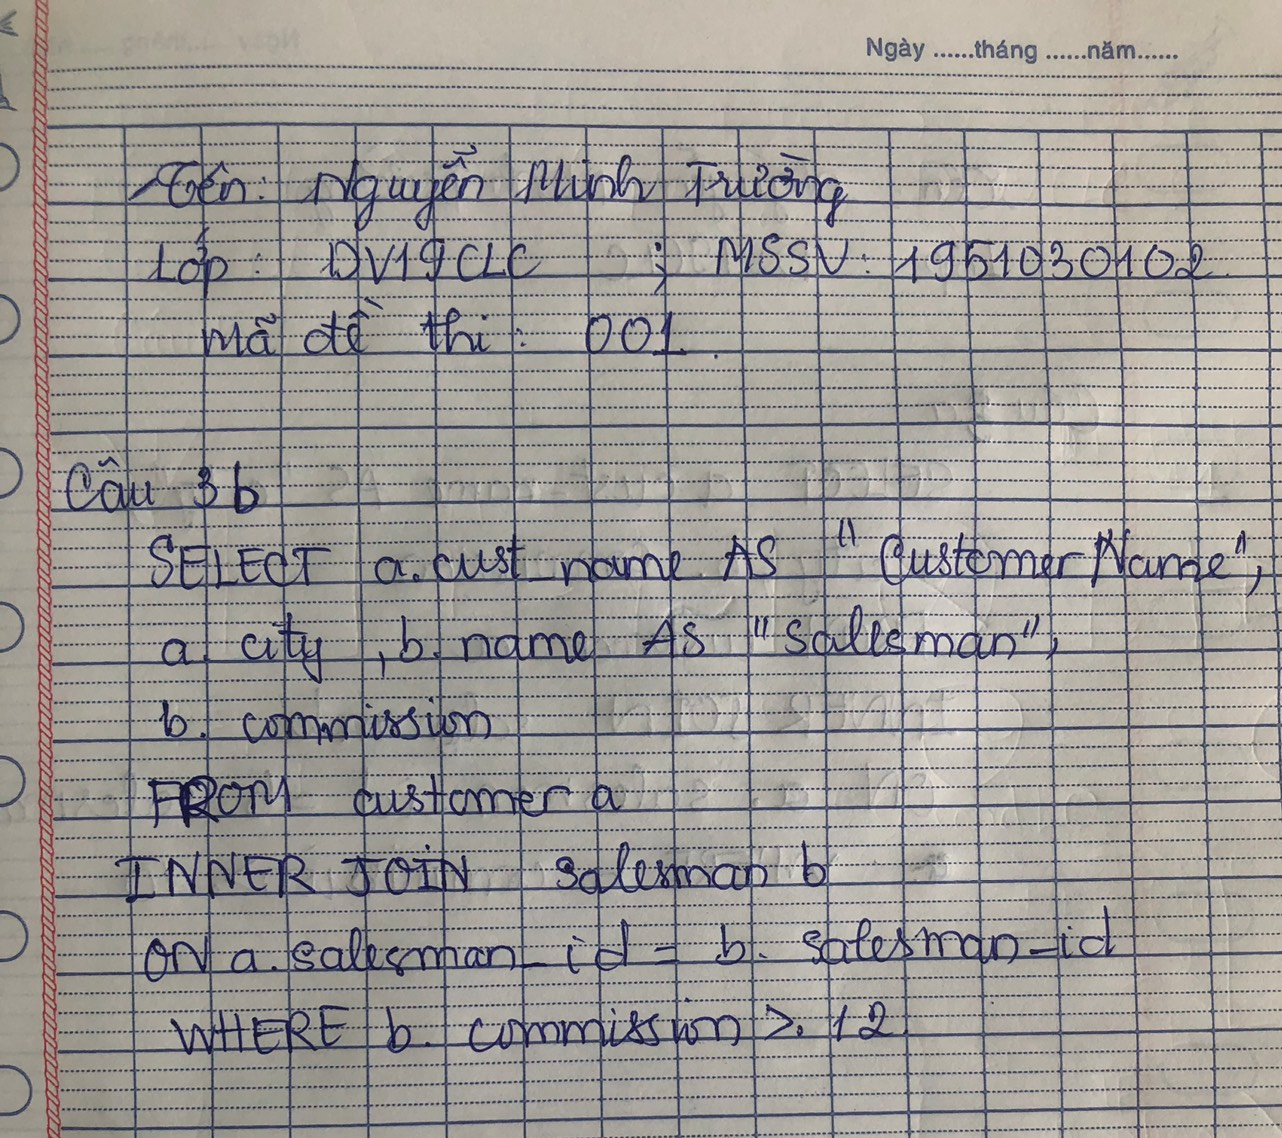 Ngày ......tháng ......năm......
Tên: Nguyễn Minh Trường
Lớp: DV19CLC ; MSSV: 1951030102
Mã đề thi: 001.
Câu 3b
SELECT a.cust_name AS "Customer Name",
a.city, b.name AS "Salesman",
b.commission
FROM customer a
INNER JOIN salesman b
ON a.salesman_id = b.salesman_id
WHERE b.commission >.12